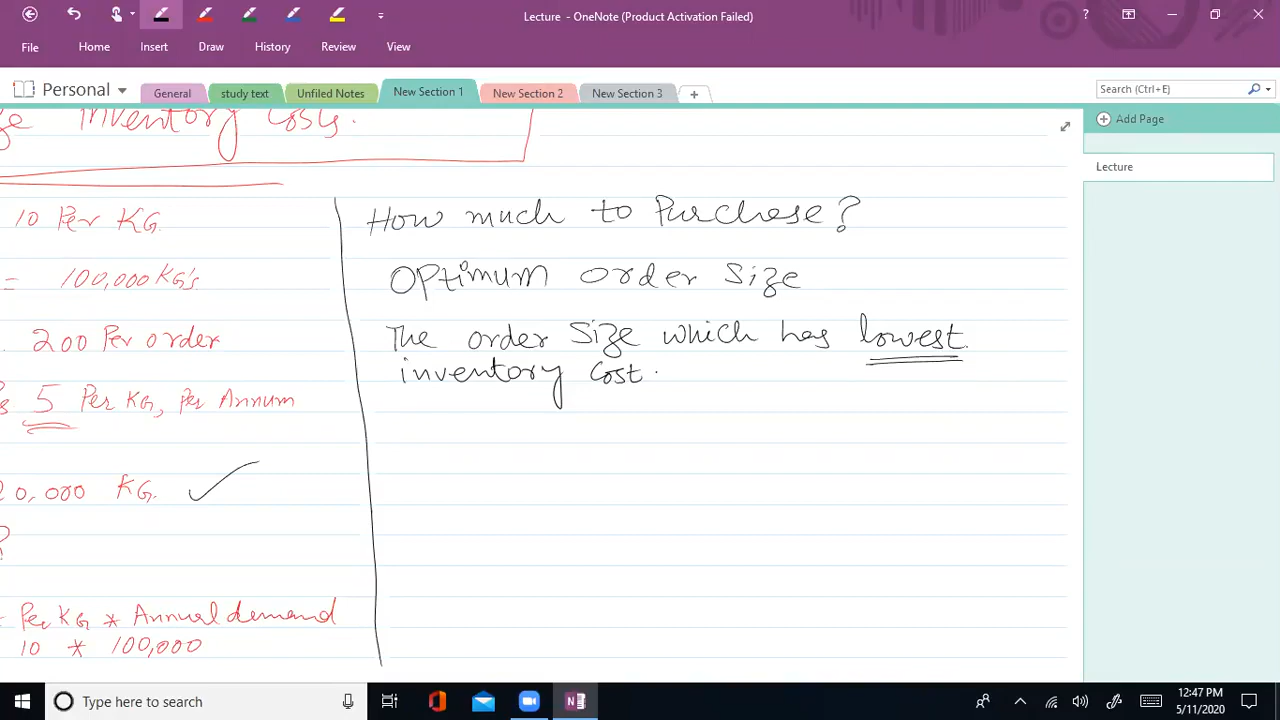 Lecture - OneNote (Product Activation Failed)
File Home Insert Draw History Review View
Personal General study text Unfiled Notes New Section 1 New Section 2 New Section 3 Search (Ctrl+E)
Add Page
Lecture
inventory costs.
10 Per KG.
= 100,000 KG's
200 Per order
5 Per KG, Per Annum
0,000 KG.
?
Per KG * Annual demand
10 * 100,000
How much to Purchase?
Optimum order Size
The order Size which has lowest
inventory Cost.
Type here to search
12:47 PM
5/11/2020